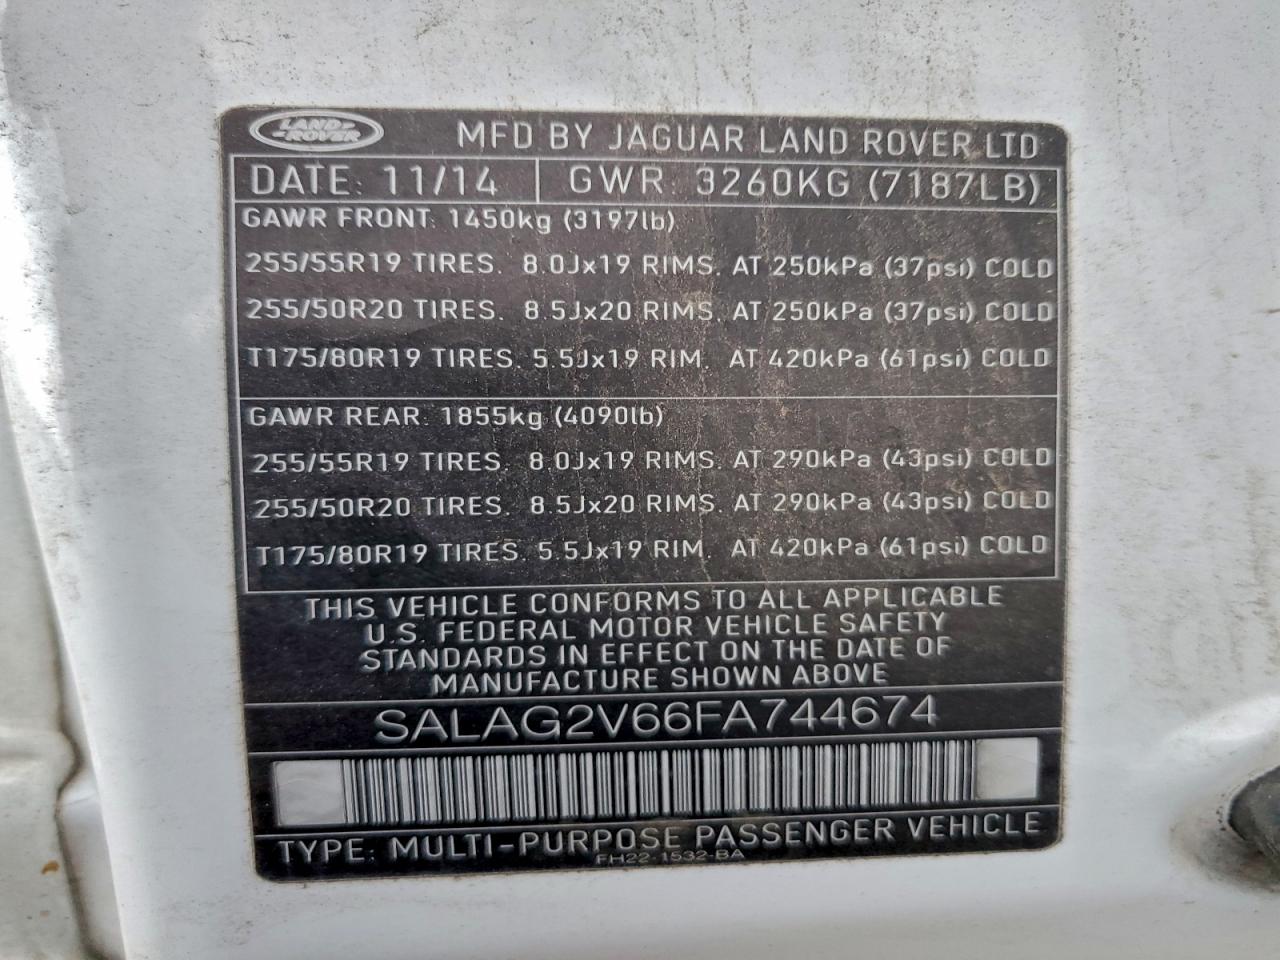 LAND-
-ROVER
MFD BY JAGUAR LAND ROVER LTD
DATE: 11/14 GWR: 3260KG (7187LB)
GAWR FRONT: 1450kg (3197lb)
255/55R19 TIRES. 8.0Jx19 RIMS. AT 250kPa (37psi) COLD
255/50R20 TIRES. 8.5Jx20 RIMS. AT 250kPa (37psi) COLD
T175/80R19 TIRES. 5.5Jx19 RIM. AT 420kPa (61psi) COLD
GAWR REAR: 1855kg (4090lb)
255/55R19 TIRES. 8.0Jx19 RIMS. AT 290kPa (43psi) COLD
255/50R20 TIRES. 8.5Jx20 RIMS. AT 290kPa (43psi) COLD
T175/80R19 TIRES. 5.5Jx19 RIM. AT 420kPa (61psi) COLD
THIS VEHICLE CONFORMS TO ALL APPLICABLE
U.S. FEDERAL MOTOR VEHICLE SAFETY
STANDARDS IN EFFECT ON THE DATE OF
MANUFACTURE SHOWN ABOVE
SALAG2V66FA744674
TYPE: MULTI-PURPOSE PASSENGER VEHICLE
FH22-1532-BA